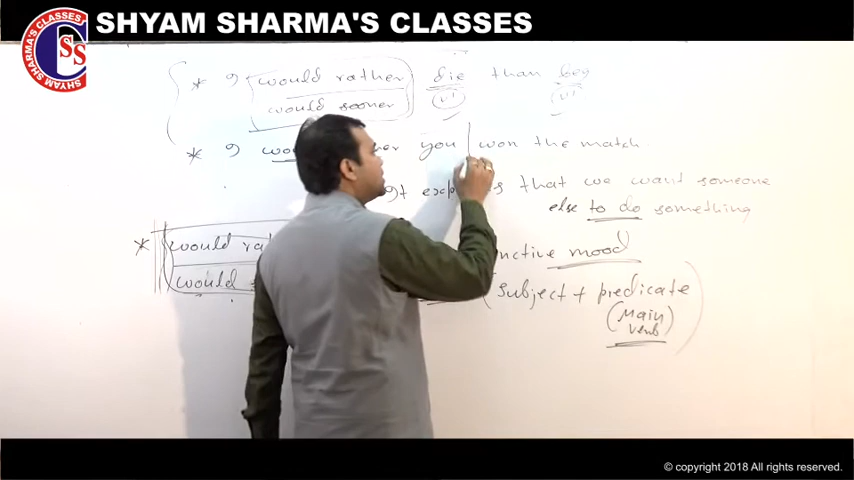 SHYAM SHARMA'S CLASSES
SHYAM SHARMA'S CLASSES
SS
* I would rather die than beg
would sooner (V1) (V1)
* I you won the match.
that we want someone
else to do something
* would
mood
would (subject + predicate
(Main
verb)
© copyright 2018 All rights reserved.